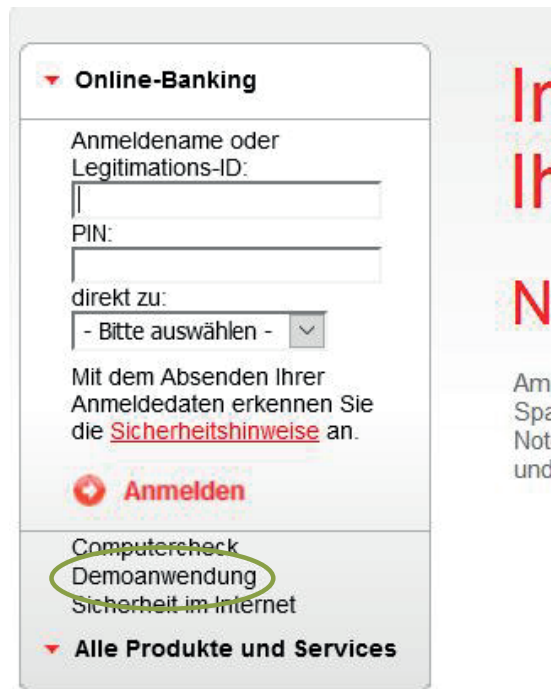 Online-Banking
Anmeldename oder
Legitimations-ID:
PIN:
direkt zu:
- Bitte auswählen -
Mit dem Absenden Ihrer
Anmeldedaten erkennen Sie
die Sicherheitshinweise an.
Anmelden
Computercheck
Demoanwendung
Sicherheit im Internet
Alle Produkte und Services